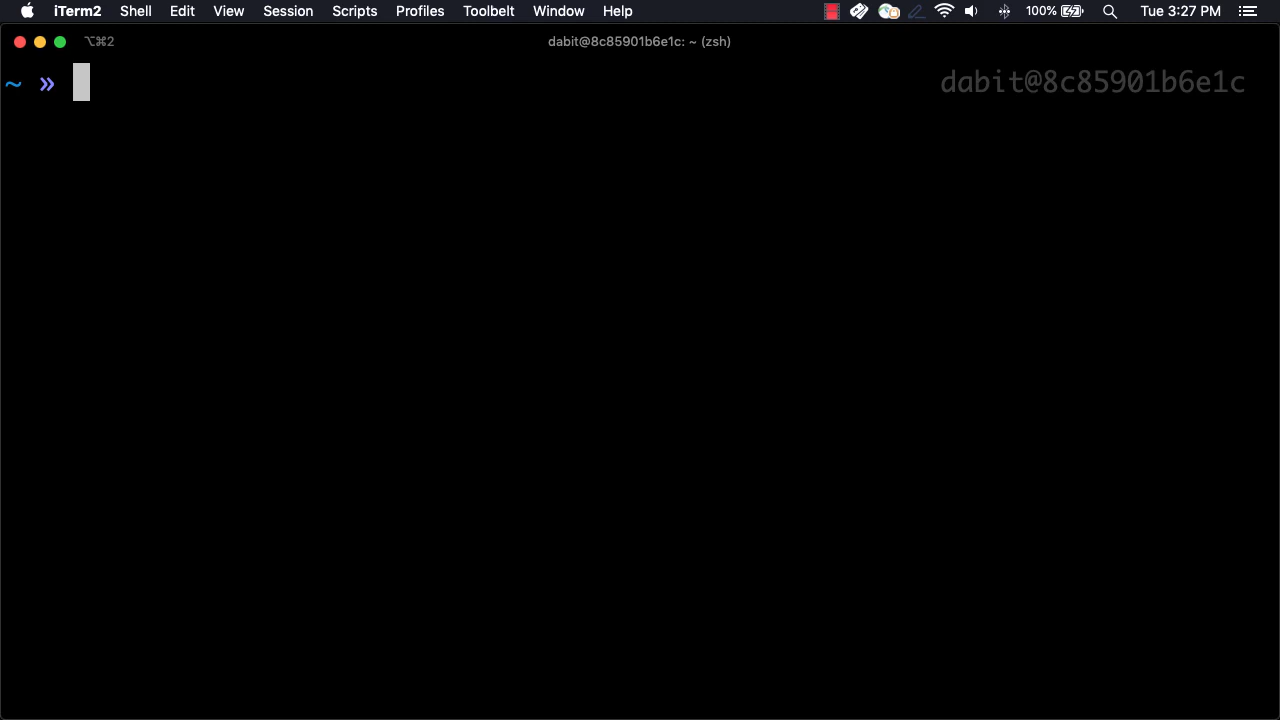 iTerm2 Shell Edit View Session Scripts Profiles Toolbelt Window Help 100% Tue 3:27 PM
⌥⌘2 dabit@8c85901b6e1c: ~ (zsh)
~ » dabit@8c85901b6e1c